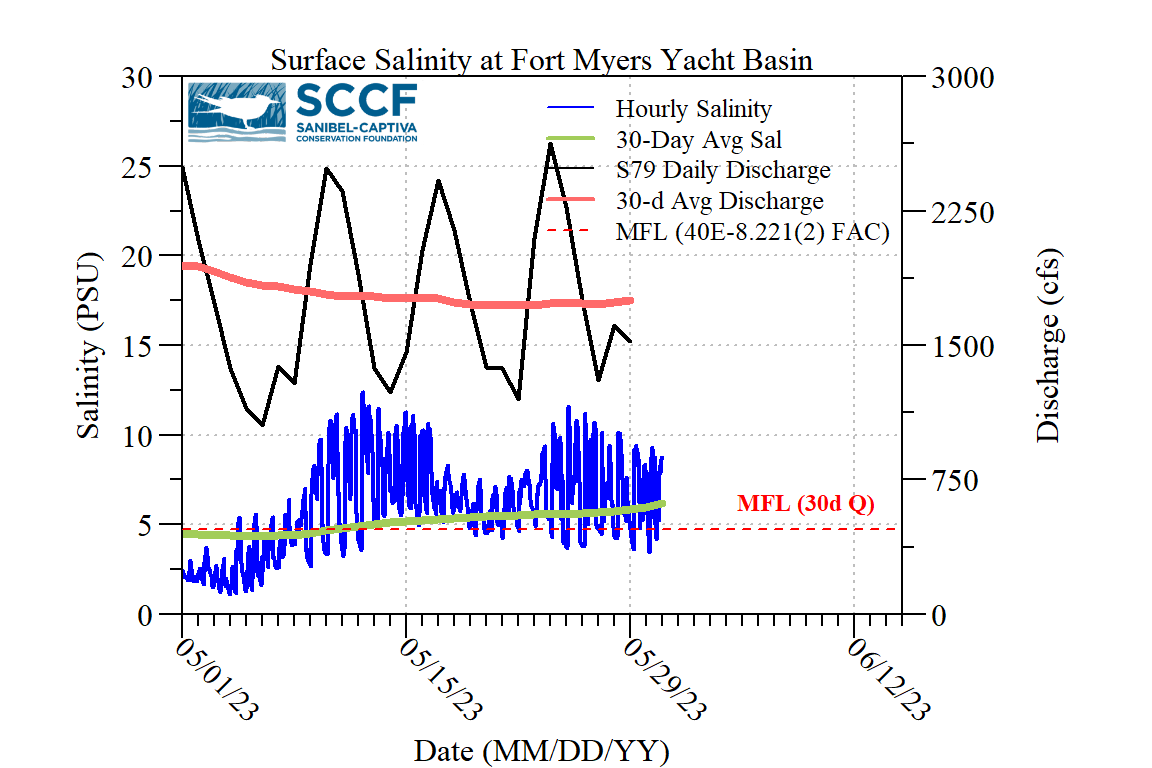 Surface Salinity at Fort Myers Yacht Basin
SCCF
SANIBEL-CAPTIVA
CONSERVATION FOUNDATION
Hourly Salinity
30-Day Avg Sal
S79 Daily Discharge
30-d Avg Discharge
MFL (40E-8.221(2) FAC)
30
25
20
15
10
5
0
Salinity (PSU)
3000
2250
1500
750
0
Discharge (cfs)
MFL (30d Q)
05/01/23
05/15/23
05/29/23
06/12/23
Date (MM/DD/YY)